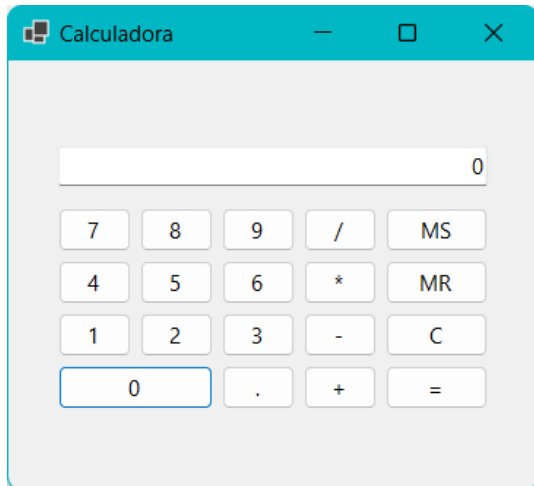 Calculadora
0
7 8 9 / MS
4 5 6 * MR
1 2 3 - C
0 . + =